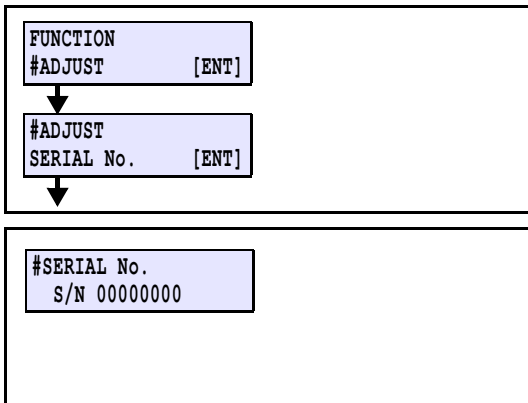 FUNCTION
#ADJUST [ENT]
#ADJUST
SERIAL No. [ENT]
#SERIAL No.
S/N 00000000